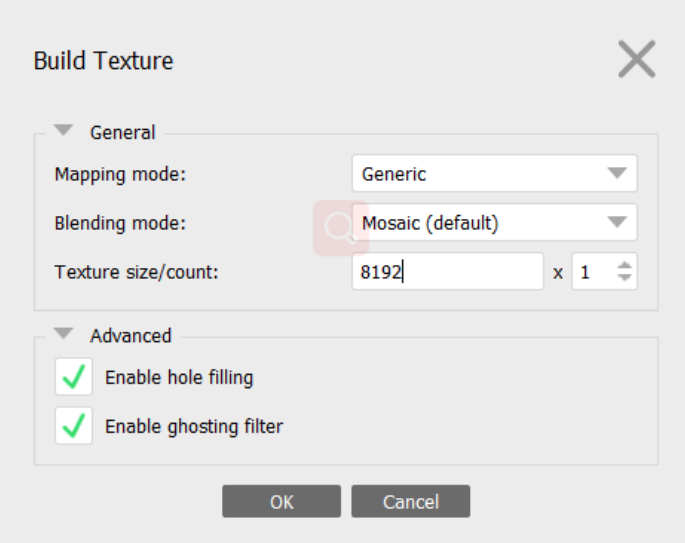 Build Texture
General
Mapping mode: Generic
Blending mode: Mosaic (default)
Texture size/count: 8192 x 1
Advanced
Enable hole filling
Enable ghosting filter
OK Cancel